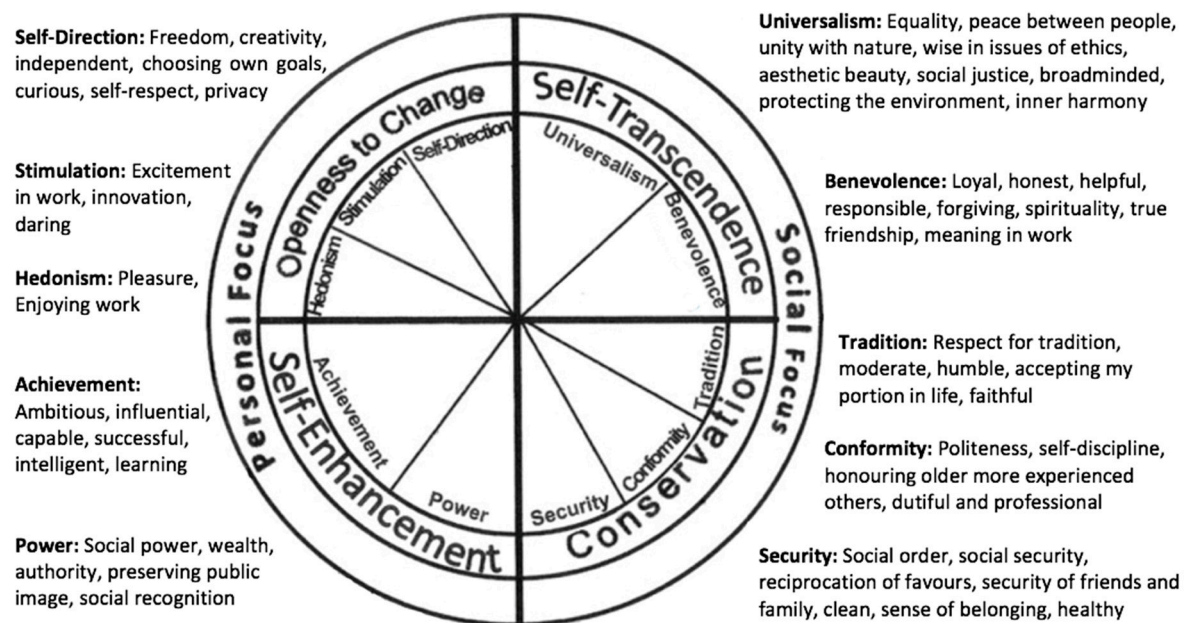 Self-Direction: Freedom, creativity,
independent, choosing own goals,
curious, self-respect, privacy
Stimulation: Excitement
in work, innovation,
daring
Hedonism: Pleasure,
Enjoying work
Achievement:
Ambitious, influential,
capable, successful,
intelligent, learning
Power: Social power, wealth,
authority, preserving public
image, social recognition
Personal Focus
Social Focus
Openness to Change
Self-Transcendence
Self-Enhancement
Conservation
Hedonism
Stimulation
Self-Direction
Universalism
Benevolence
Tradition
Conformity
Security
Power
Achievement
Universalism: Equality, peace between people,
unity with nature, wise in issues of ethics,
aesthetic beauty, social justice, broadminded,
protecting the environment, inner harmony
Benevolence: Loyal, honest, helpful,
responsible, forgiving, spirituality, true
friendship, meaning in work
Tradition: Respect for tradition,
moderate, humble, accepting my
portion in life, faithful
Conformity: Politeness, self-discipline,
honouring older more experienced
others, dutiful and professional
Security: Social order, social security,
reciprocation of favours, security of friends and
family, clean, sense of belonging, healthy